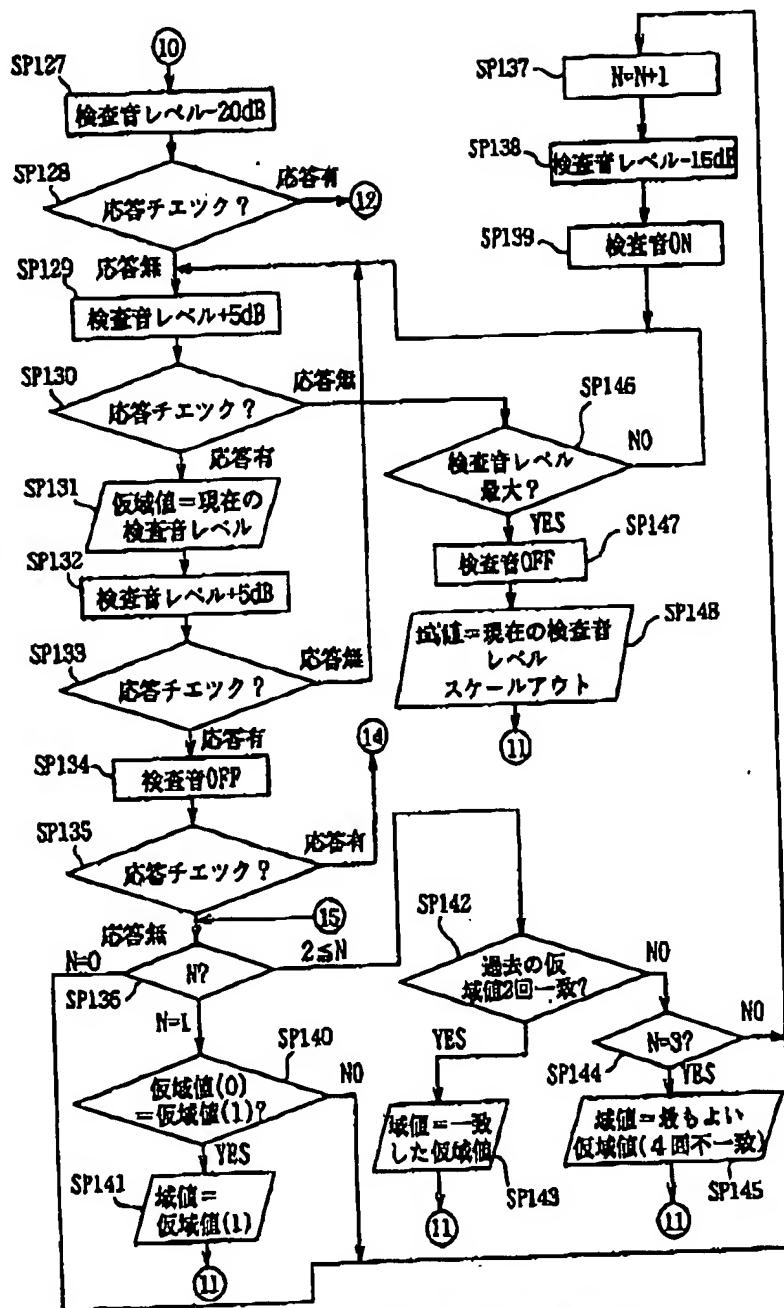 ⑩
SP127
検査音レベル-20dB
SP128
応答有
⑫
応答チエツク?
応答無
SP129
検査音レベル+5dB
SP130
応答無
応答チエツク?
応答有
SP131
仮域値=現在の
検査音レベル
SP132
検査音レベル+5dB
SP133
応答無
応答チエツク?
応答有
SP134
検査音OFF
⑭
SP135
応答有
応答チエツク?
応答無
⑮
N=0
N?
2≦N
SP136
N=1
SP140
仮域値(0)
=仮域値(1)?
NO
YES
SP141
域値=
仮域値(1)
⑪
SP137
N=N+1
SP138
検査音レベル-15dB
SP139
検査音ON
SP146
検査音レベル
最大?
NO
YES
SP147
検査音OFF
SP148
域値=現在の検査音
レベル
スケールアウト
⑪
SP142
過去の仮
域値2回一致?
NO
YES
域値=一致
した仮域値
SP143
⑪
N=3?
NO
SP144
YES
域値=最もよい
仮域値(4回不一致)
SP145
⑪